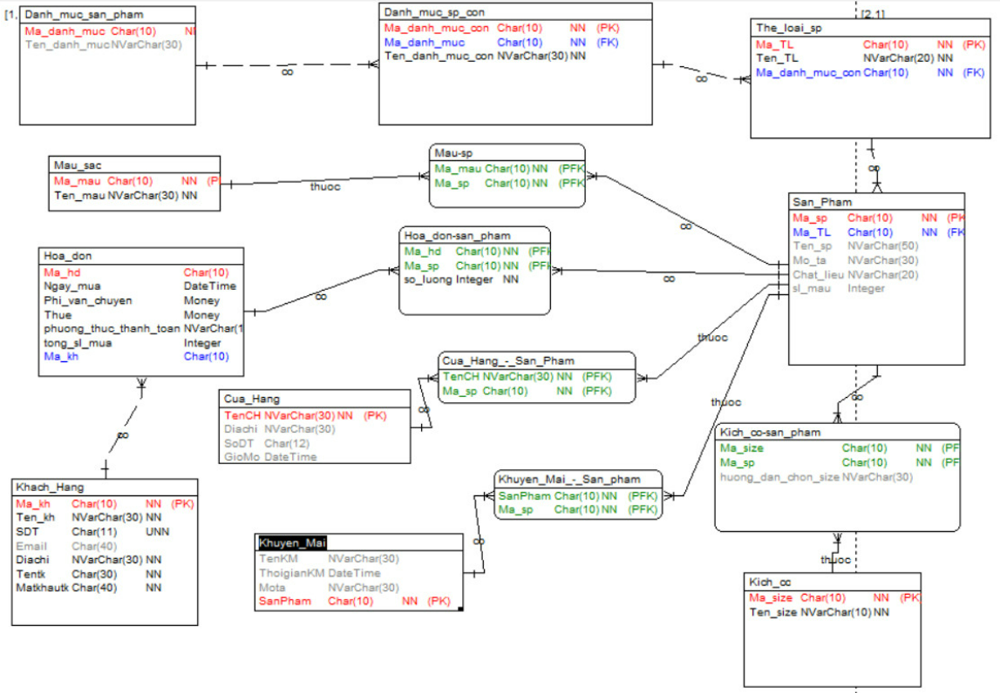 [1,
Danh_muc_san_pham
Ma_danh_muc Char(10) N
Ten_danh_muc NVarChar(30)
Danh_muc_sp_con
Ma_danh_muc_con Char(10) NN (PK)
Ma_danh_muc Char(10) NN (FK)
Ten_danh_muc_con NVarChar(30) NN
[2,1]
The_loai_sp
Ma_TL Char(10) NN (PK)
Ten_TL NVarChar(20) NN
Ma_danh_muc_con Char(10) NN (FK)
∞
∞
∞
Mau_sac
Ma_mau Char(10) NN (P
Ten_mau NVarChar(30) NN
thuoc
Mau-sp
Ma_mau Char(10) NN (PFK
Ma_sp Char(10) NN (PFK
∞
San_Pham
Ma_sp Char(10) NN (PK
Ma_TL Char(10) NN (FK
Ten_sp NVarChar(50)
Mo_ta NVarChar(30)
Chat_lieu NVarChar(20)
sl_mau Integer
Hoa_don-san_pham
Ma_hd Char(10) NN (PF
Ma_sp Char(10) NN (PF
so_luong Integer NN
∞
∞
Hoa_don
Ma_hd Char(10)
Ngay_mua DateTime
Phi_van_chuyen Money
Thue Money
phuong_thuc_thanh_toan NVarChar(1
tong_sl_mua Integer
Ma_kh Char(10)
∞
thuoc
Cua_Hang_-_San_Pham
TenCH NVarChar(30) NN (PFK)
Ma_sp Char(10) NN (PFK)
Cua_Hang
TenCH NVarChar(30) NN (PK)
Diachi NVarChar(30)
SoDT Char(12)
GioMo DateTime
∞
thuoc
∞
Kich_co-san_pham
Ma_size Char(10) NN (PF
Ma_sp Char(10) NN (PF
huong_dan_chon_size NVarChar(30)
Khach_Hang
Ma_kh Char(10) NN (PK)
Ten_kh NVarChar(30) NN
SDT Char(11) UNN
Email Char(40)
Diachi NVarChar(30) NN
Tentk Char(30) NN
Matkhautk Char(40) NN
Khuyen_Mai_-_San_pham
SanPham Char(10) NN (PFK)
Ma_sp Char(10) NN (PFK)
∞
Khuyen_Mai
TenKM NVarChar(30)
ThoigianKM DateTime
Mota NVarChar(30)
SanPham Char(10) NN (PK)
thuoc
Kich_co
Ma_size Char(10) NN (PK
Ten_size NVarChar(10) NN